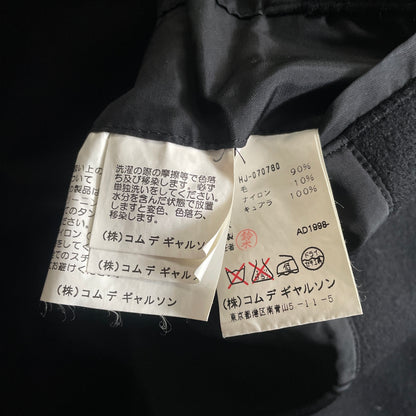 洗濯の際の摩擦等で色落
ち及び移染します。必ず
単独洗いをしてください。
水分を含んだ状態で放置
しますと変色、色落ち、
移染します。
(株)コム デ ギャルソン
(株)コム デ ギャルソン
(株)コム デ ギャルソン
HJ-070780
毛 90%
ナイロン 10%
キュプラ 100%
AD1998-
(株)コム デ ギャルソン
東京都港区南青山5-11-5